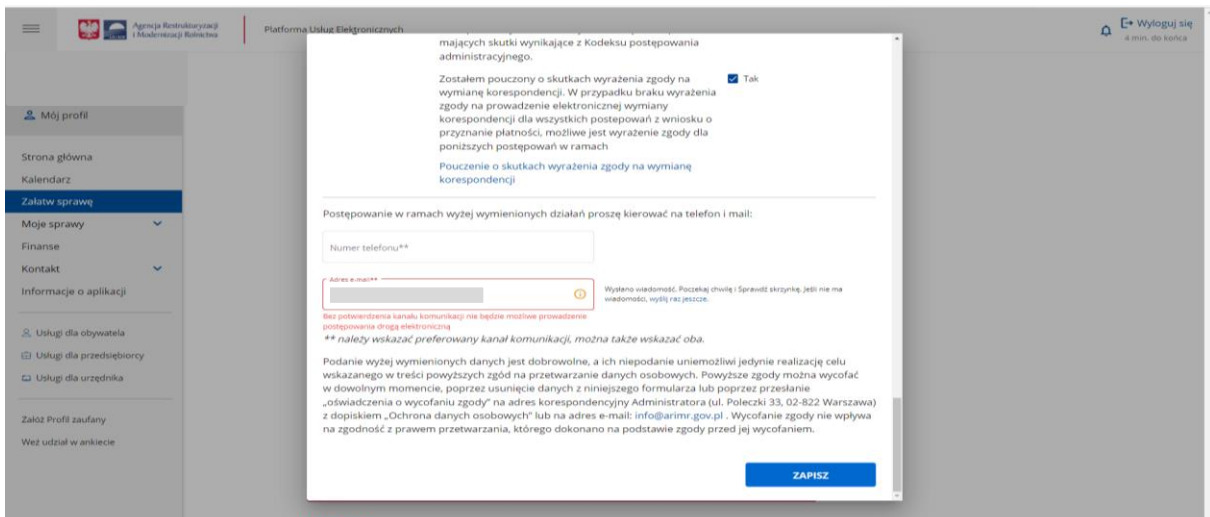 Agencja Restrukturyzacji
i Modernizacji Rolnictwa
Platforma Usług Elektronicznych
Wyloguj się
4 min. do końca
Mój profil
Strona główna
Kalendarz
Załatw sprawę
Moje sprawy
Finanse
Kontakt
Informacje o aplikacji
Usługi dla obywatela
Usługi dla przedsiębiorcy
Usługi dla urzędnika
Załóż Profil zaufany
Weź udział w ankiecie
mających skutki wynikające z Kodeksu postępowania
administracyjnego.
Zostałem pouczony o skutkach wyrażenia zgody na
wymianę korespondencji. W przypadku braku wyrażenia
zgody na prowadzenie elektronicznej wymiany
korespondencji dla wszystkich postepowań z wniosku o
przyznanie płatności, możliwe jest wyrażenie zgody dla
poniższych postępowań w ramach
Tak
Pouczenie o skutkach wyrażenia zgody na wymianę
korespondencji
Postępowanie w ramach wyżej wymienionych działań proszę kierować na telefon i mail:
Numer telefonu**
Adres e-mail**
Wysłano wiadomość. Poczekaj chwilę i Sprawdź skrzynkę. Jeśli nie ma
wiadomości, wyślij raz jeszcze.
Bez potwierdzenia kanału komunikacji nie będzie możliwe prowadzenie
postępowania drogą elektroniczną
** należy wskazać preferowany kanał komunikacji, można także wskazać oba.
Podanie wyżej wymienionych danych jest dobrowolne, a ich niepodanie uniemożliwi jedynie realizację celu
wskazanego w treści powyższych zgód na przetwarzanie danych osobowych. Powyższe zgody można wycofać
w dowolnym momencie, poprzez usunięcie danych z niniejszego formularza lub poprzez przesłanie
„oświadczenia o wycofaniu zgody” na adres korespondencyjny Administratora (ul. Poleczki 33, 02-822 Warszawa)
z dopiskiem „Ochrona danych osobowych” lub na adres e-mail: info@arimr.gov.pl . Wycofanie zgody nie wpływa
na zgodność z prawem przetwarzania, którego dokonano na podstawie zgody przed jej wycofaniem.
ZAPISZ